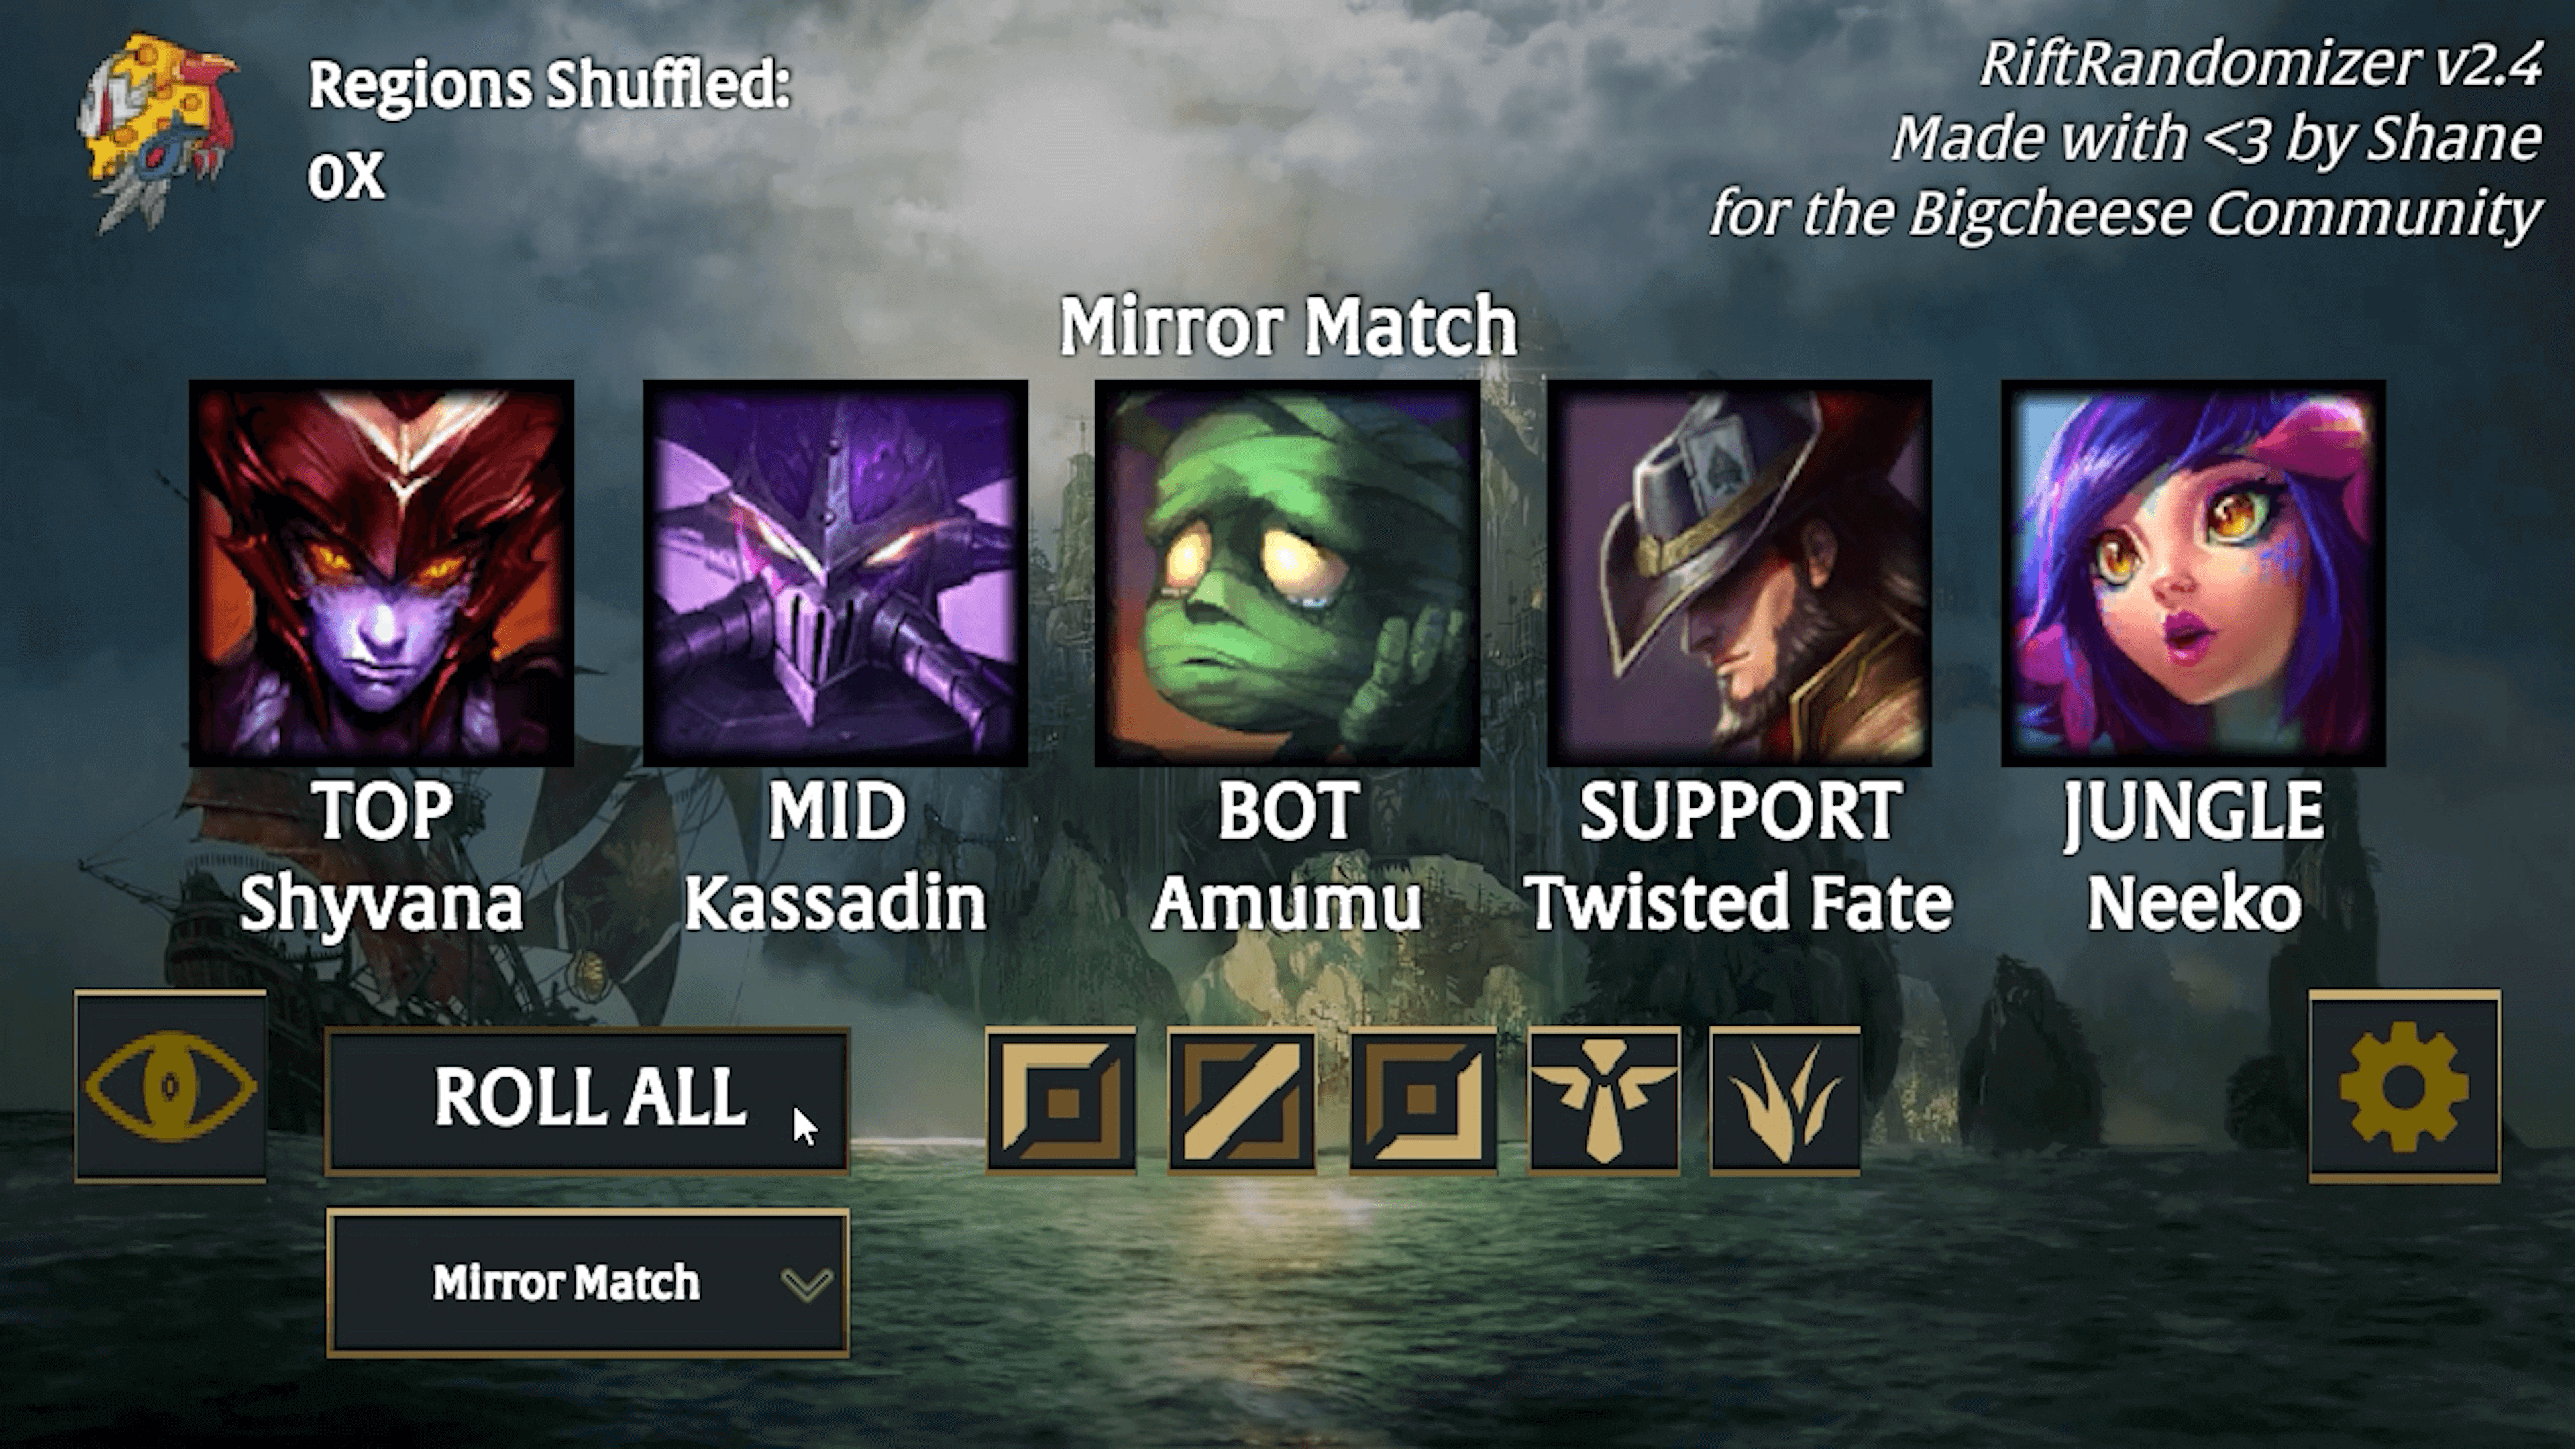 Regions Shuffled:
0X
RiftRandomizer v2.4
Made with <3 by Shane
for the Bigcheese Community
Mirror Match
TOP
Shyvana
MID
Kassadin
BOT
Amumu
SUPPORT
Twisted Fate
JUNGLE
Neeko
ROLL ALL
Mirror Match